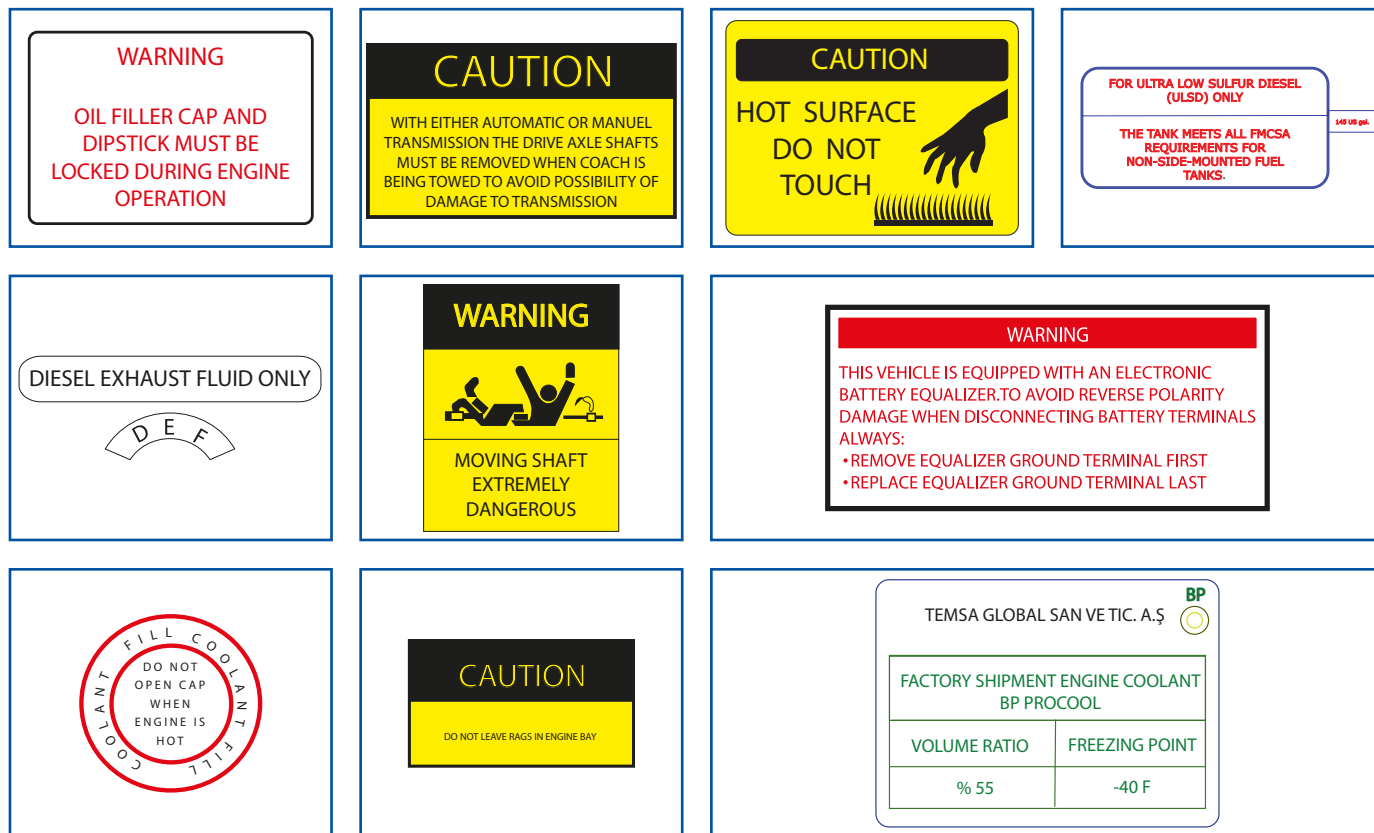 WARNING
OIL FILLER CAP AND
DIPSTICK MUST BE
LOCKED DURING ENGINE
OPERATION
CAUTION
WITH EITHER AUTOMATIC OR MANUEL
TRANSMISSION THE DRIVE AXLE SHAFTS
MUST BE REMOVED WHEN COACH IS
BEING TOWED TO AVOID POSSIBILITY OF
DAMAGE TO TRANSMISSION
CAUTION
HOT SURFACE
DO NOT
TOUCH
FOR ULTRA LOW SULFUR DIESEL
(ULSD) ONLY
THE TANK MEETS ALL FMCSA
REQUIREMENTS FOR
NON-SIDE-MOUNTED FUEL
TANKS.
145 US gal.
DIESEL EXHAUST FLUID ONLY
D E F
WARNING
MOVING SHAFT
EXTREMELY
DANGEROUS
WARNING
THIS VEHICLE IS EQUIPPED WITH AN ELECTRONIC
BATTERY EQUALIZER.TO AVOID REVERSE POLARITY
DAMAGE WHEN DISCONNECTING BATTERY TERMINALS
ALWAYS:
• REMOVE EQUALIZER GROUND TERMINAL FIRST
• REPLACE EQUALIZER GROUND TERMINAL LAST
FILL COOLANT FILL COOLANT
DO NOT
OPEN CAP
WHEN
ENGINE IS
HOT
CAUTION
DO NOT LEAVE RAGS IN ENGINE BAY
BP
TEMSA GLOBAL SAN VE TIC. A.Ş
FACTORY SHIPMENT ENGINE COOLANT
BP PROCOOL
VOLUME RATIO FREEZING POINT
% 55 -40 F